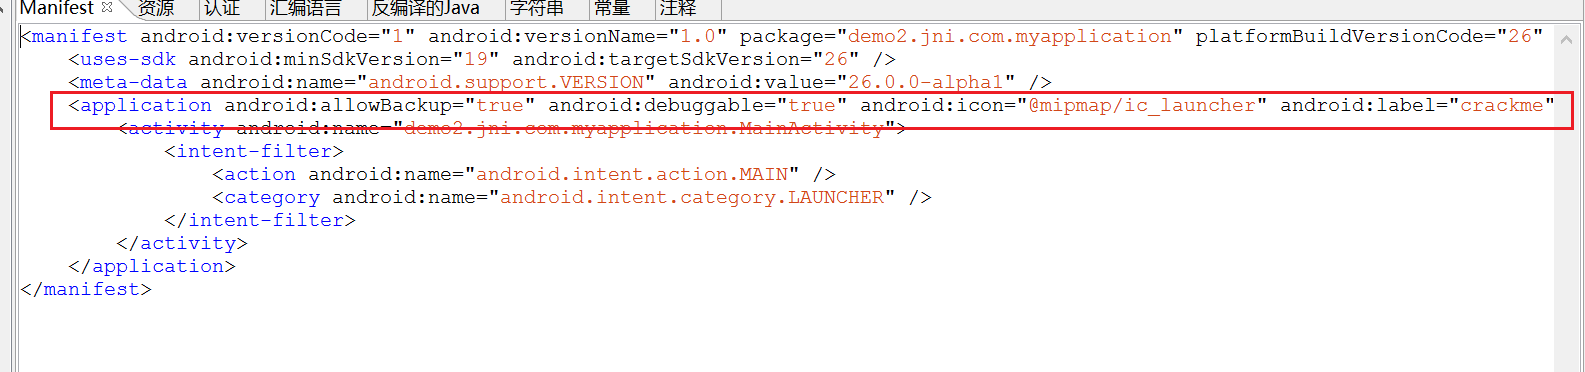 Manifest 资源 认证 汇编语言 反编译的Java 字符串 常量 注释
<manifest android:versionCode="1" android:versionName="1.0" package="demo2.jni.com.myapplication" platformBuildVersionCode="26"
<uses-sdk android:minSdkVersion="19" android:targetSdkVersion="26" />
<meta-data android:name="android.support.VERSION" android:value="26.0.0-alpha1" />
<application android:allowBackup="true" android:debuggable="true" android:icon="@mipmap/ic_launcher" android:label="crackme"
<activity android:name="demo2.jni.com.myapplication.MainActivity">
<intent-filter>
<action android:name="android.intent.action.MAIN" />
<category android:name="android.intent.category.LAUNCHER" />
</intent-filter>
</activity>
</application>
</manifest>